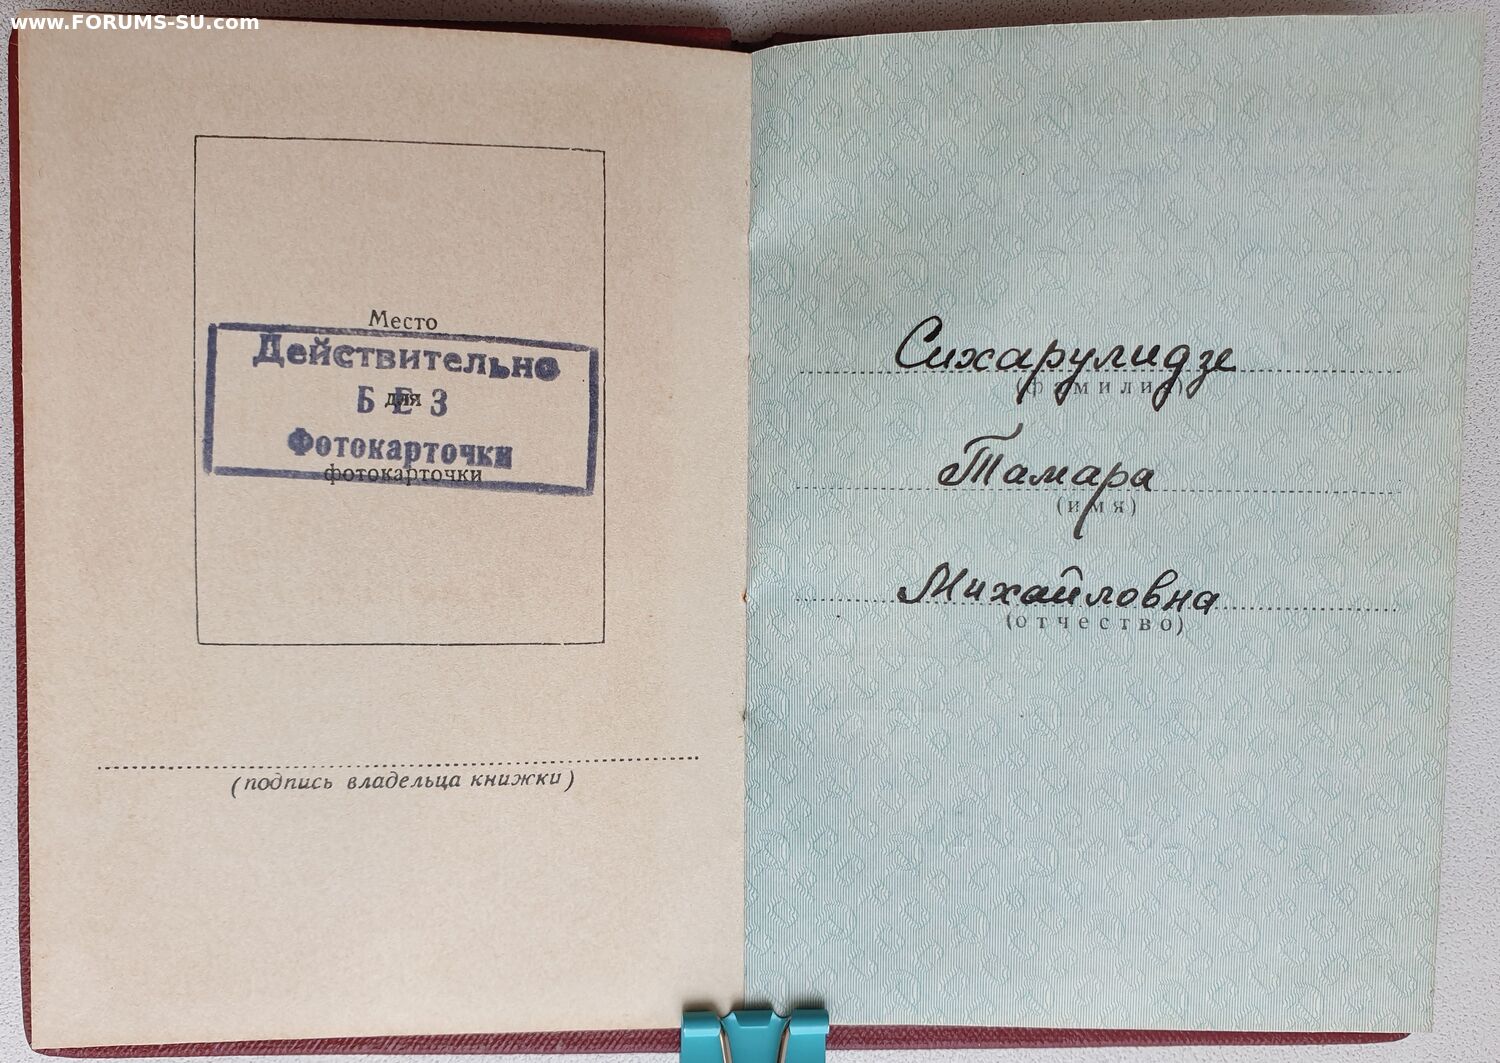 www.FORUMS-SU.com
Место
Действительно
для
БЕЗ
Фотокарточки
фотокарточки
(подпись владельца книжки)
Сихарулидзе
(фамилия)
Тамара
(имя)
Михайловна
(отчество)